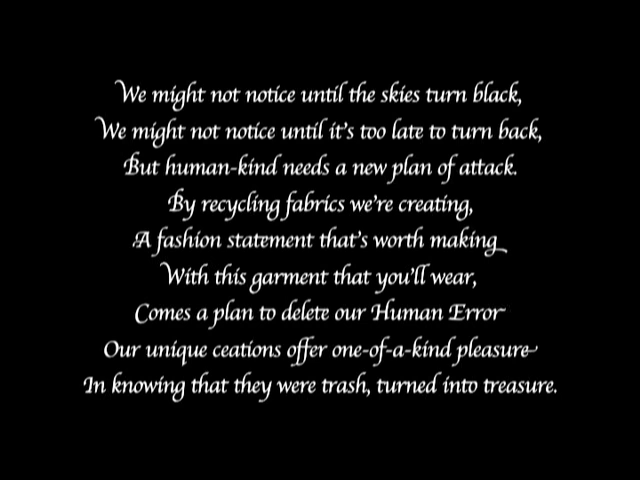 We might not notice until the skies turn black,
We might not notice until it's too late to turn back,
But human-kind needs a new plan of attack.
By recycling fabrics we're creating,
A fashion statement that's worth making
With this garment that you'll wear,
Comes a plan to delete our Human Error
Our unique ceations offer one-of-a-kind pleasure
In knowing that they were trash, turned into treasure.